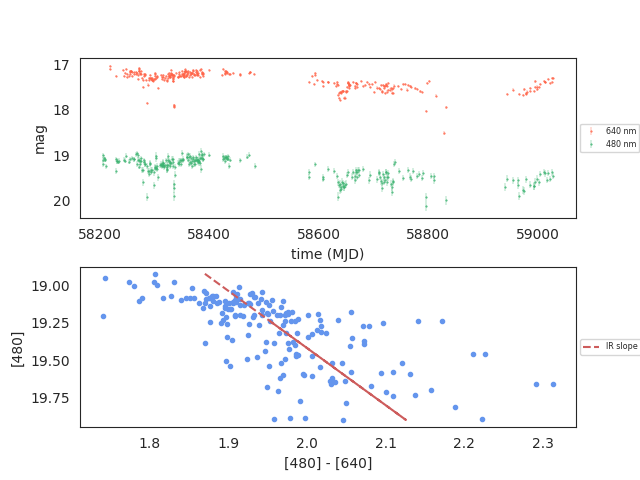 17
18
19
20
mag
58200 58400 58600 58800 59000
time (MJD)
640 nm
480 nm
19.00
19.25
19.50
19.75
[480]
1.8 1.9 2.0 2.1 2.2 2.3
[480] - [640]
IR slope